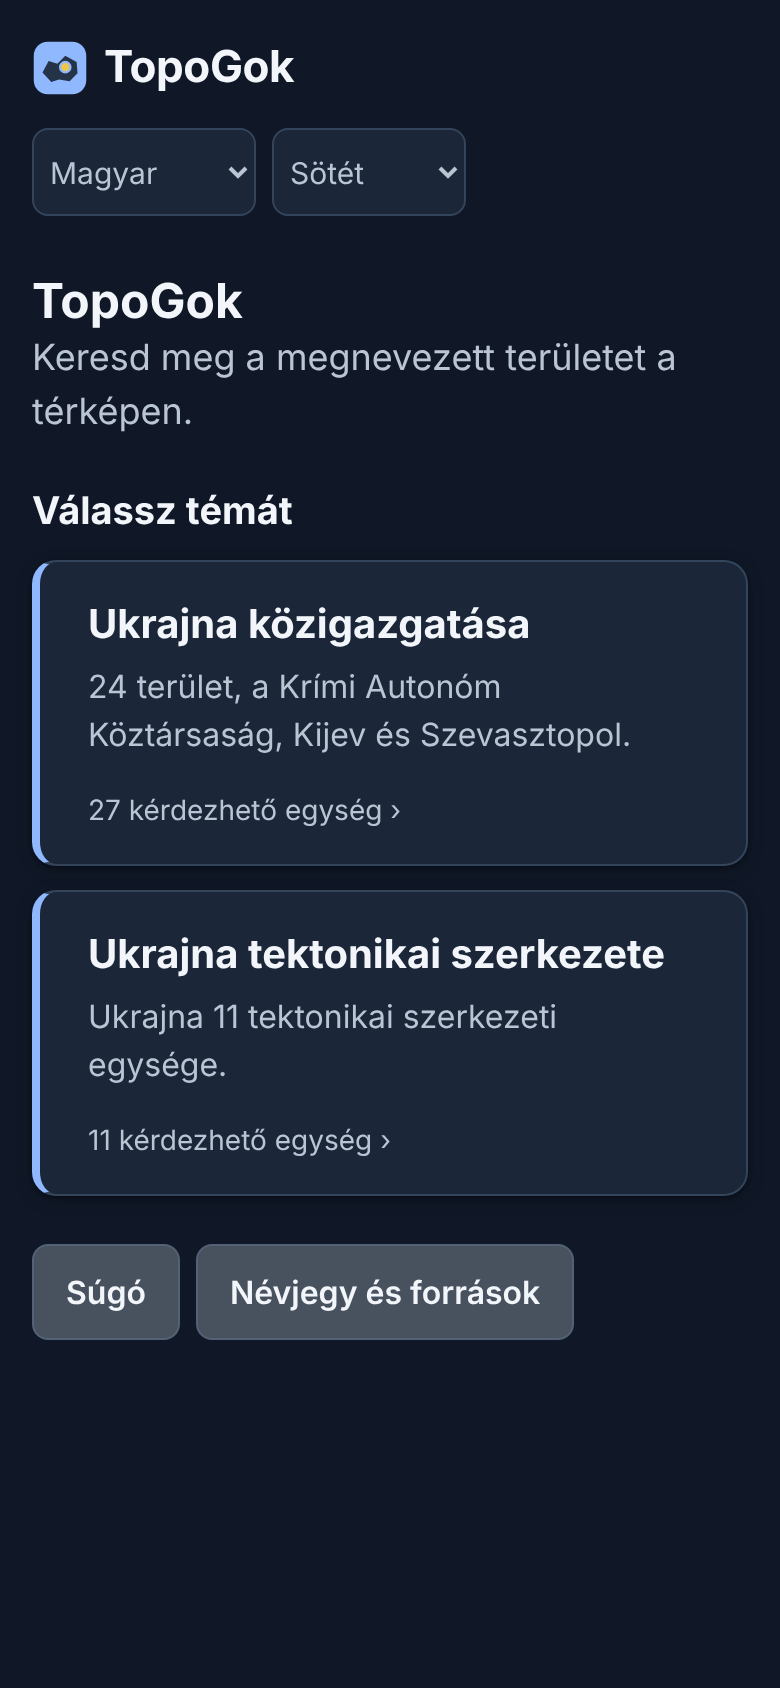 TopoGok
Magyar
Sötét
TopoGok
Keresd meg a megnevezett területet a
térképen.
Válassz témát
Ukrajna közigazgatása
24 terület, a Krími Autonóm
Köztársaság, Kijev és Szevasztopol.
27 kérdezhető egység ›
Ukrajna tektonikai szerkezete
Ukrajna 11 tektonikai szerkezeti
egysége.
11 kérdezhető egység ›
Súgó
Névjegy és források